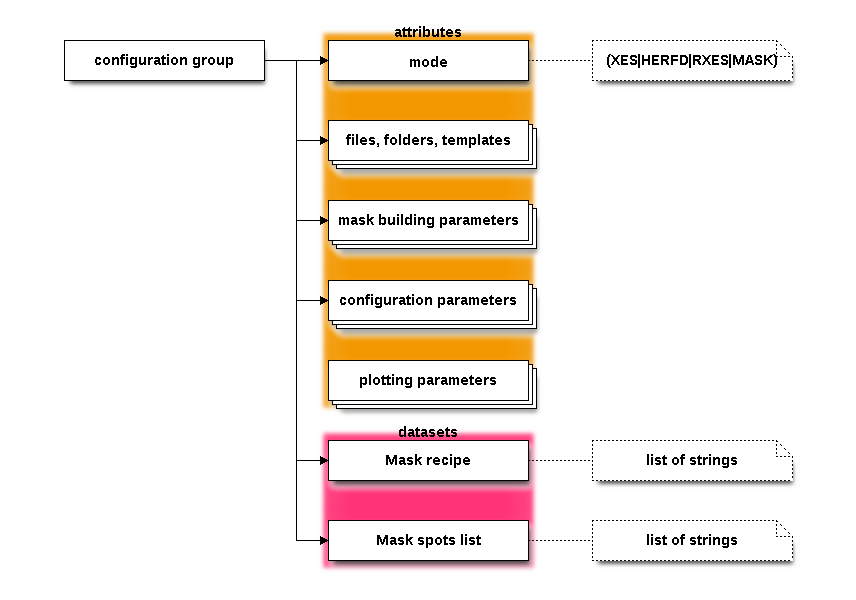 attributes
configuration group
mode
(XES|HERFD|RXES|MASK)
files, folders, templates
mask building parameters
configuration parameters
plotting parameters
datasets
Mask recipe
list of strings
Mask spots list
list of strings